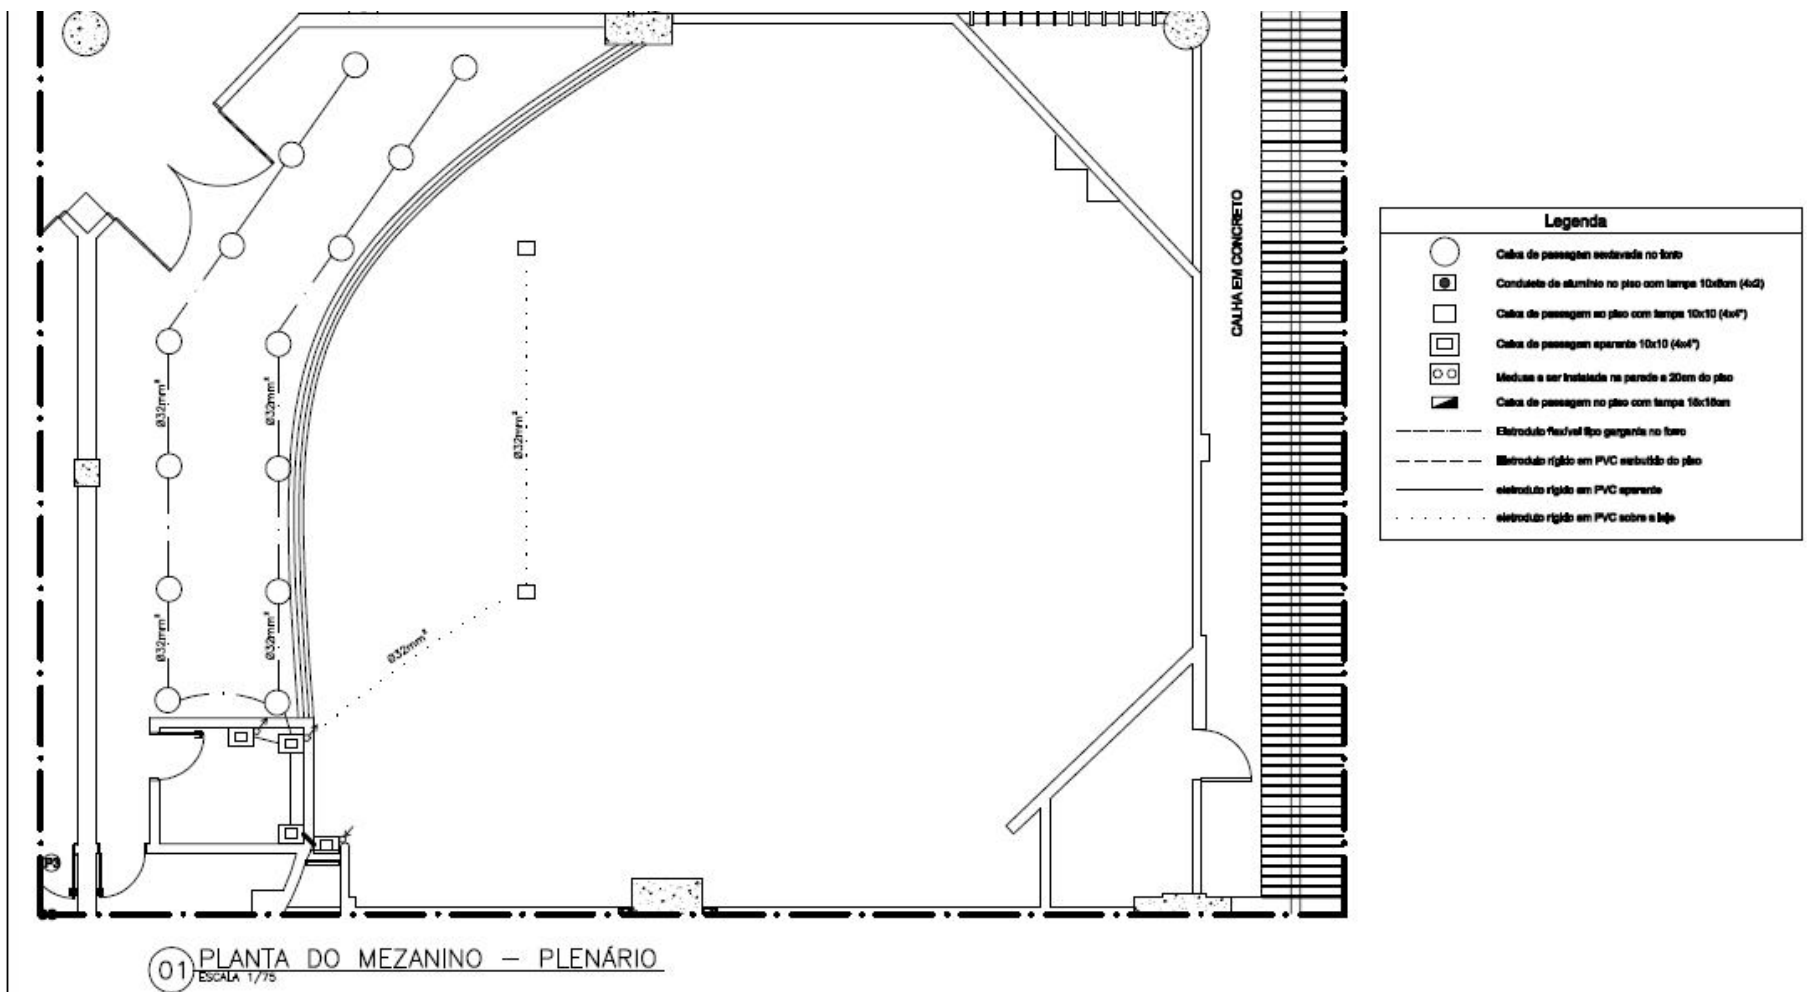 CALHA EM CONCRETO
Ø32mm²
Ø32mm²
Ø32mm²
Ø32mm²
Ø32mm²
Ø32mm²
P3
01 PLANTA DO MEZANINO – PLENÁRIO
ESCALA 1/75
Legenda
Caixa de passagem sextavada no forro
Condulete de alumínio no piso com tampa 10x5cm (4x2)
Caixa de passagem no piso com tampa 10x10 (4x4")
Caixa de passagem aparente 10x10 (4x4")
Medusa a ser instalada na parede a 20cm do piso
Caixa de passagem no piso com tampa 15x15cm
Eletroduto flexível tipo garganta no forro
Eletroduto rígido em PVC embutido do piso
eletroduto rígido em PVC aparente
eletroduto rígido em PVC sobre a laje